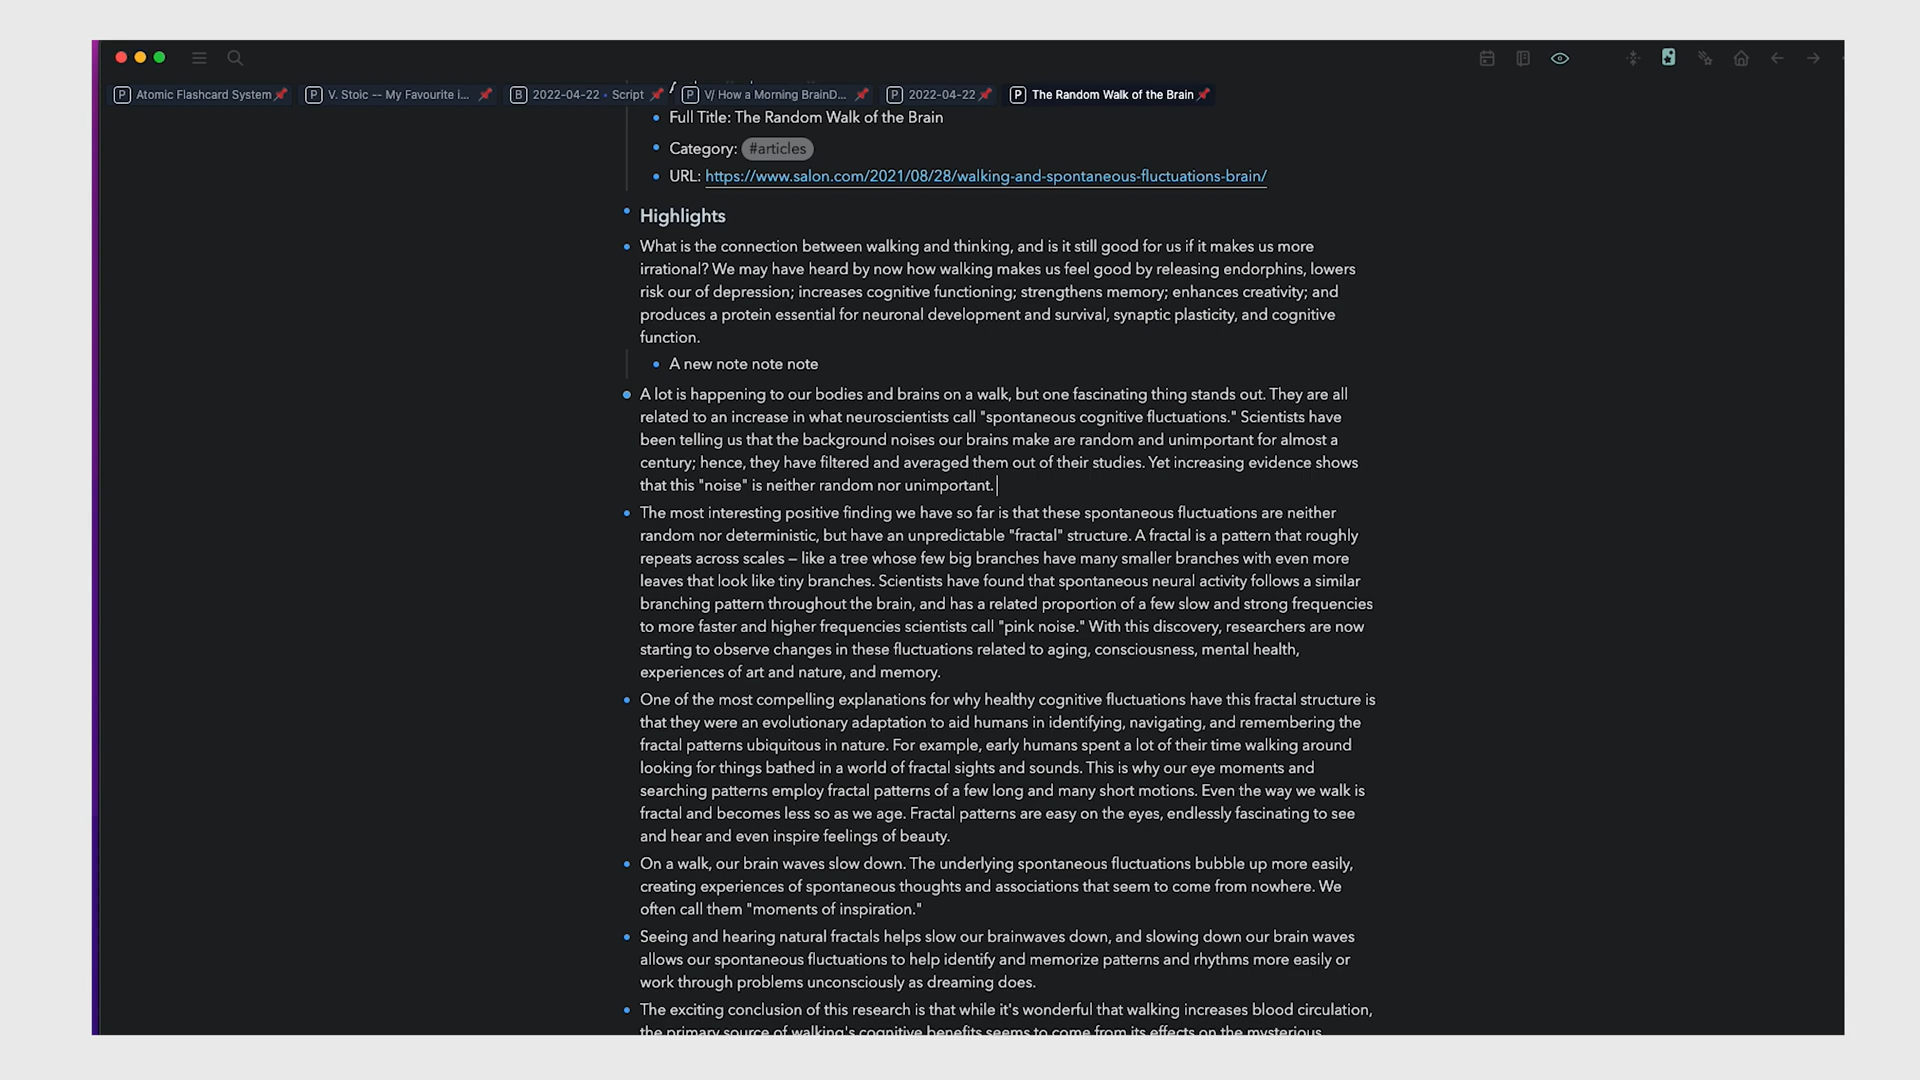 P Atomic Flashcard System P V. Stoic -- My Favourite i... B 2022-04-22 • Script P V/ How a Morning BrainD... P 2022-04-22 P The Random Walk of the Brain
Full Title: The Random Walk of the Brain
Category: #articles
URL: https://www.salon.com/2021/08/28/walking-and-spontaneous-fluctuations-brain/
Highlights
What is the connection between walking and thinking, and is it still good for us if it makes us more
irrational? We may have heard by now how walking makes us feel good by releasing endorphins, lowers
risk our of depression; increases cognitive functioning; strengthens memory; enhances creativity; and
produces a protein essential for neuronal development and survival, synaptic plasticity, and cognitive
function.
A new note note note
A lot is happening to our bodies and brains on a walk, but one fascinating thing stands out. They are all
related to an increase in what neuroscientists call "spontaneous cognitive fluctuations." Scientists have
been telling us that the background noises our brains make are random and unimportant for almost a
century; hence, they have filtered and averaged them out of their studies. Yet increasing evidence shows
that this "noise" is neither random nor unimportant.
The most interesting positive finding we have so far is that these spontaneous fluctuations are neither
random nor deterministic, but have an unpredictable "fractal" structure. A fractal is a pattern that roughly
repeats across scales – like a tree whose few big branches have many smaller branches with even more
leaves that look like tiny branches. Scientists have found that spontaneous neural activity follows a similar
branching pattern throughout the brain, and has a related proportion of a few slow and strong frequencies
to more faster and higher frequencies scientists call "pink noise." With this discovery, researchers are now
starting to observe changes in these fluctuations related to aging, consciousness, mental health,
experiences of art and nature, and memory.
One of the most compelling explanations for why healthy cognitive fluctuations have this fractal structure is
that they were an evolutionary adaptation to aid humans in identifying, navigating, and remembering the
fractal patterns ubiquitous in nature. For example, early humans spent a lot of their time walking around
looking for things bathed in a world of fractal sights and sounds. This is why our eye moments and
searching patterns employ fractal patterns of a few long and many short motions. Even the way we walk is
fractal and becomes less so as we age. Fractal patterns are easy on the eyes, endlessly fascinating to see
and hear and even inspire feelings of beauty.
On a walk, our brain waves slow down. The underlying spontaneous fluctuations bubble up more easily,
creating experiences of spontaneous thoughts and associations that seem to come from nowhere. We
often call them "moments of inspiration."
Seeing and hearing natural fractals helps slow our brainwaves down, and slowing down our brain waves
allows our spontaneous fluctuations to help identify and memorize patterns and rhythms more easily or
work through problems unconsciously as dreaming does.
The exciting conclusion of this research is that while it's wonderful that walking increases blood circulation,
the primary source of walking's cognitive benefits seems to come from its effects on the mysterious